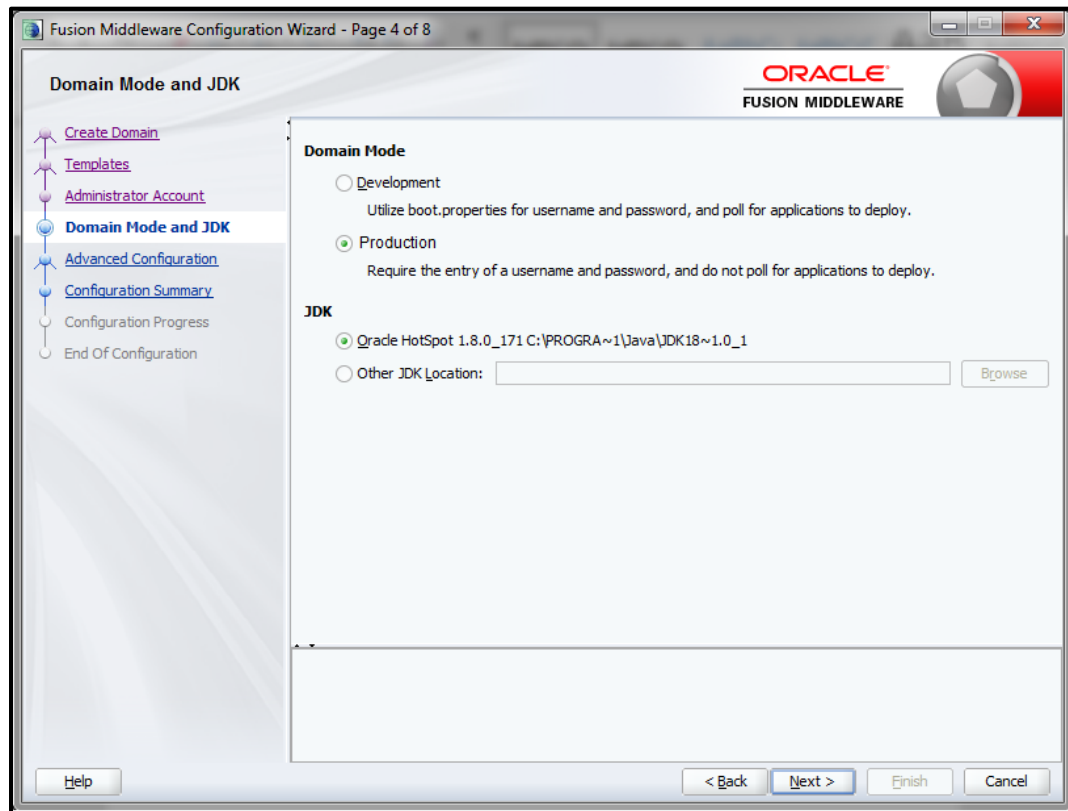 Fusion Middleware Configuration Wizard - Page 4 of 8
Domain Mode and JDK
ORACLE
FUSION MIDDLEWARE
Create Domain
Templates
Administrator Account
Domain Mode and JDK
Advanced Configuration
Configuration Summary
Configuration Progress
End Of Configuration
Domain Mode
Development
Utilize boot.properties for username and password, and poll for applications to deploy.
Production
Require the entry of a username and password, and do not poll for applications to deploy.
JDK
Oracle HotSpot 1.8.0_171 C:\PROGRA~1\Java\JDK18~1.0_1
Other JDK Location:
Browse
Help
< Back
Next >
Finish
Cancel